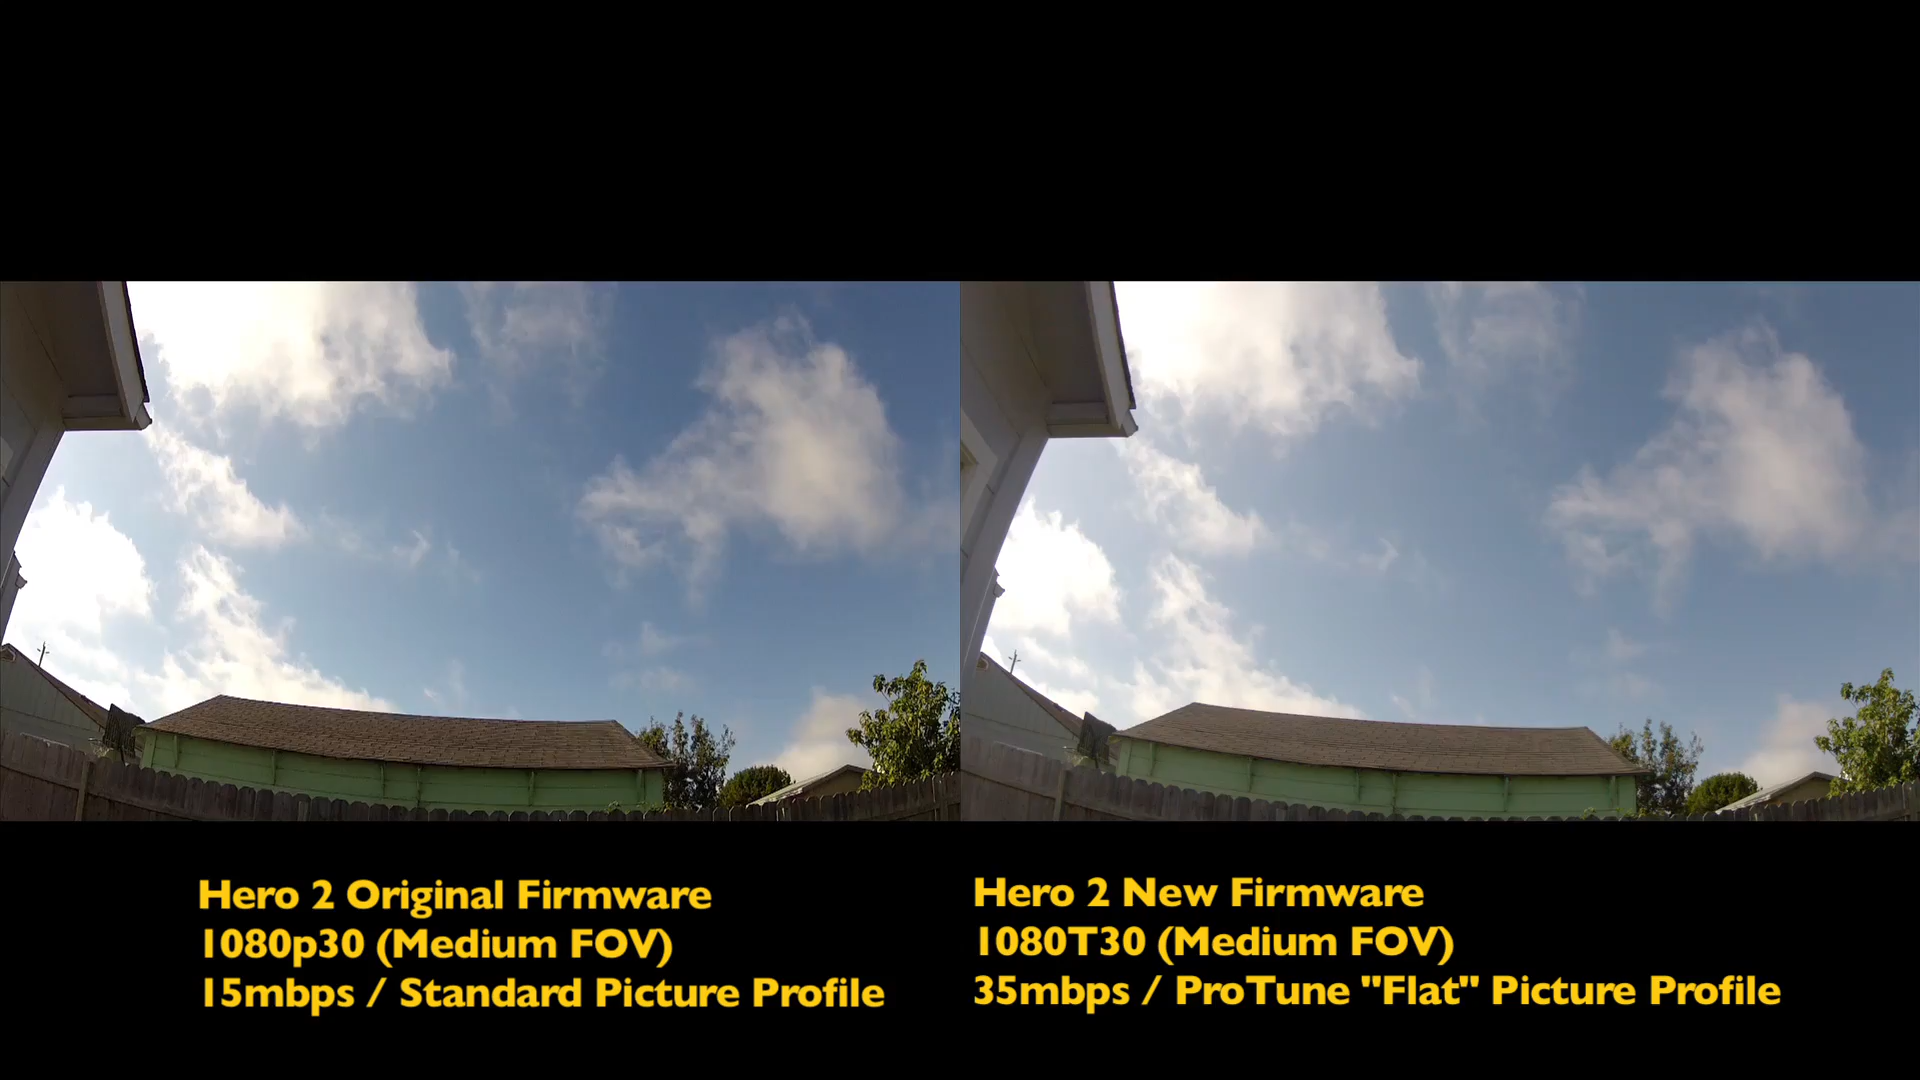 Hero 2 Original Firmware
1080p30 (Medium FOV)
15mbps / Standard Picture Profile
Hero 2 New Firmware
1080T30 (Medium FOV)
35mbps / ProTune "Flat" Picture Profile